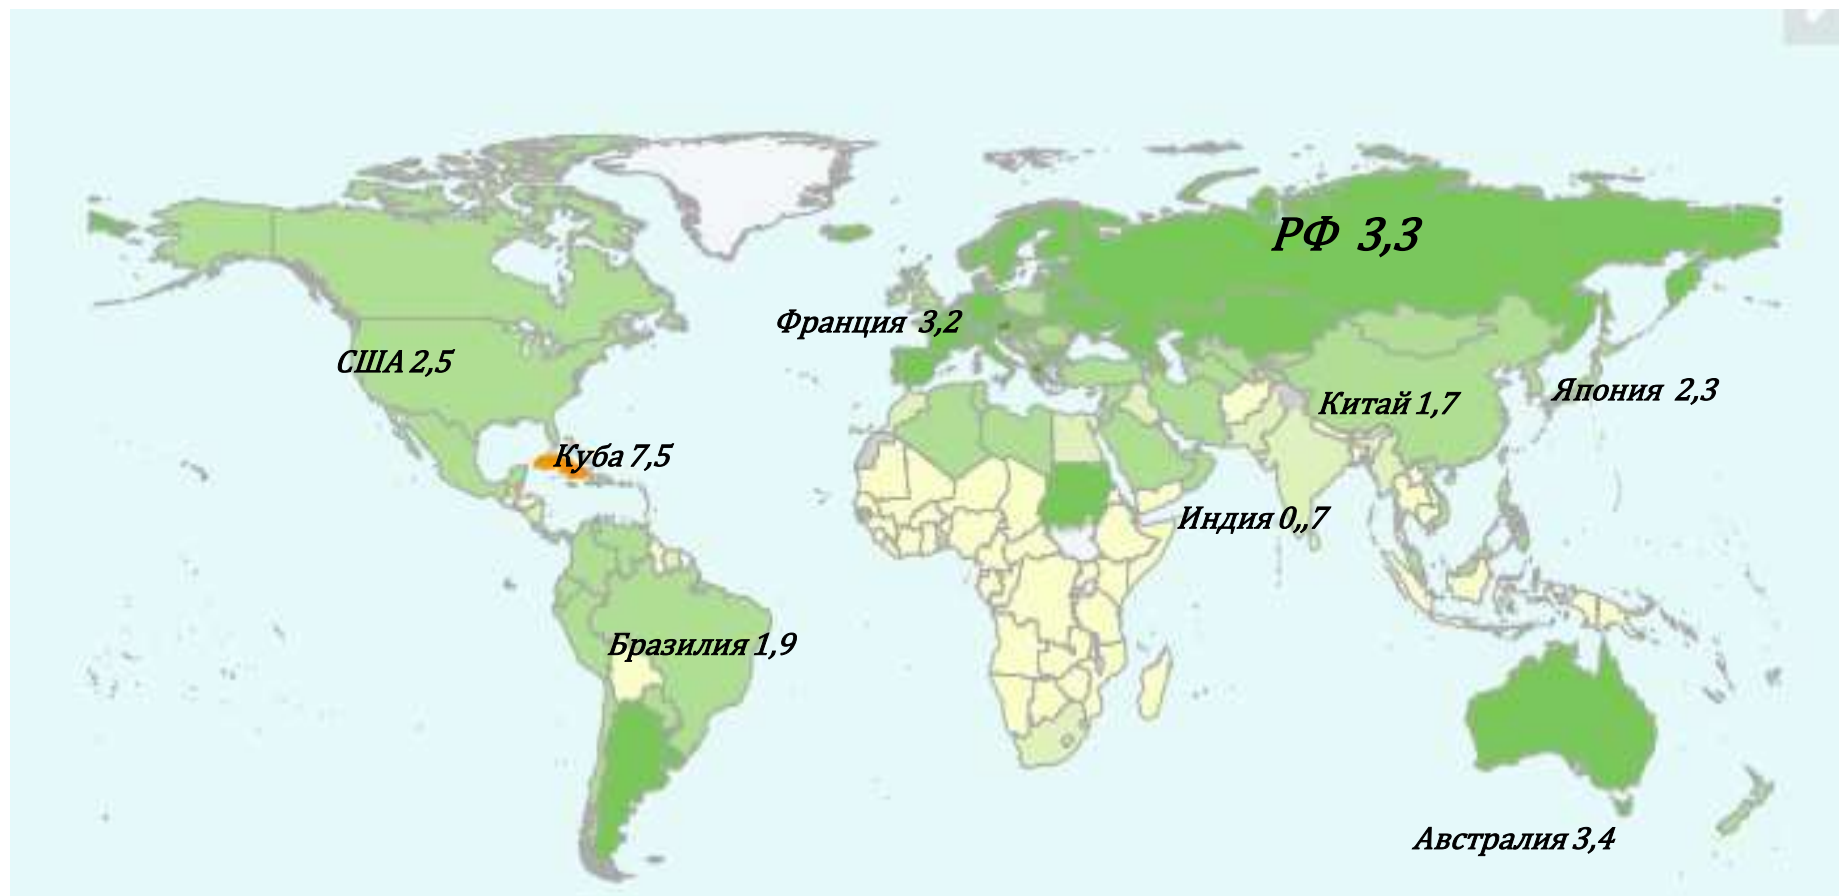 РФ 3,3
Франция 3,2
США 2,5
Япония 2,3
Китай 1,7
Куба 7,5
Индия 0,,7
Бразилия 1,9
Австралия 3,4